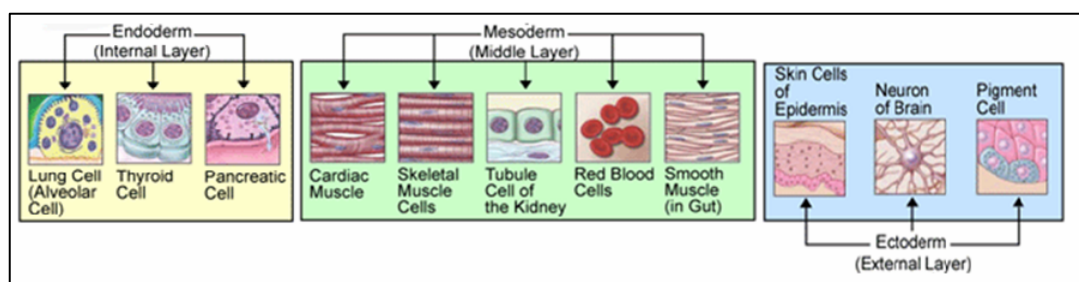 Endoderm
(Internal Layer)
Lung Cell
(Alveolar
Cell)
Thyroid
Cell
Pancreatic
Cell
Mesoderm
(Middle Layer)
Cardiac
Muscle
Skeletal
Muscle
Cells
Tubule
Cell of
the Kidney
Red Blood
Cells
Smooth
Muscle
(in Gut)
Skin Cells
of
Epidermis
Neuron
of Brain
Pigment
Cell
Ectoderm
(External Layer)